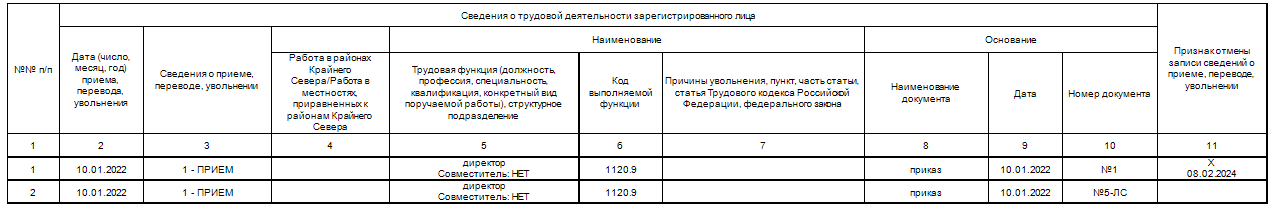 Сведения о трудовой деятельности зарегистрированного лица
№№ п/п
Дата (число,
месяц, год)
приема,
перевода,
увольнения
Сведения о приеме,
переводе, увольнении
Работа в районах
Крайнего
Севера/Работа в
местностях,
приравненных к
районам Крайнего
Севера
Наименование
Трудовая функция (должность,
профессия, специальность,
квалификация, конкретный вид
поручаемой работы), структурное
подразделение
Код
выполняемой
функции
Причины увольнения, пункт, часть статьи,
статья Трудового кодекса Российской
Федерации, федерального закона
Основание
Наименование
документа
Дата
Номер документа
Признак отмены
записи сведений о
приеме, переводе,
увольнении
1 2 3 4 5 6 7 8 9 10 11
1
10.01.2022
1 - ПРИЕМ
директор
Совместитель: НЕТ
1120.9
приказ
10.01.2022
№1
X
08.02.2024
2
10.01.2022
1 - ПРИЕМ
директор
Совместитель: НЕТ
1120.9
приказ
10.01.2022
№5-ЛС